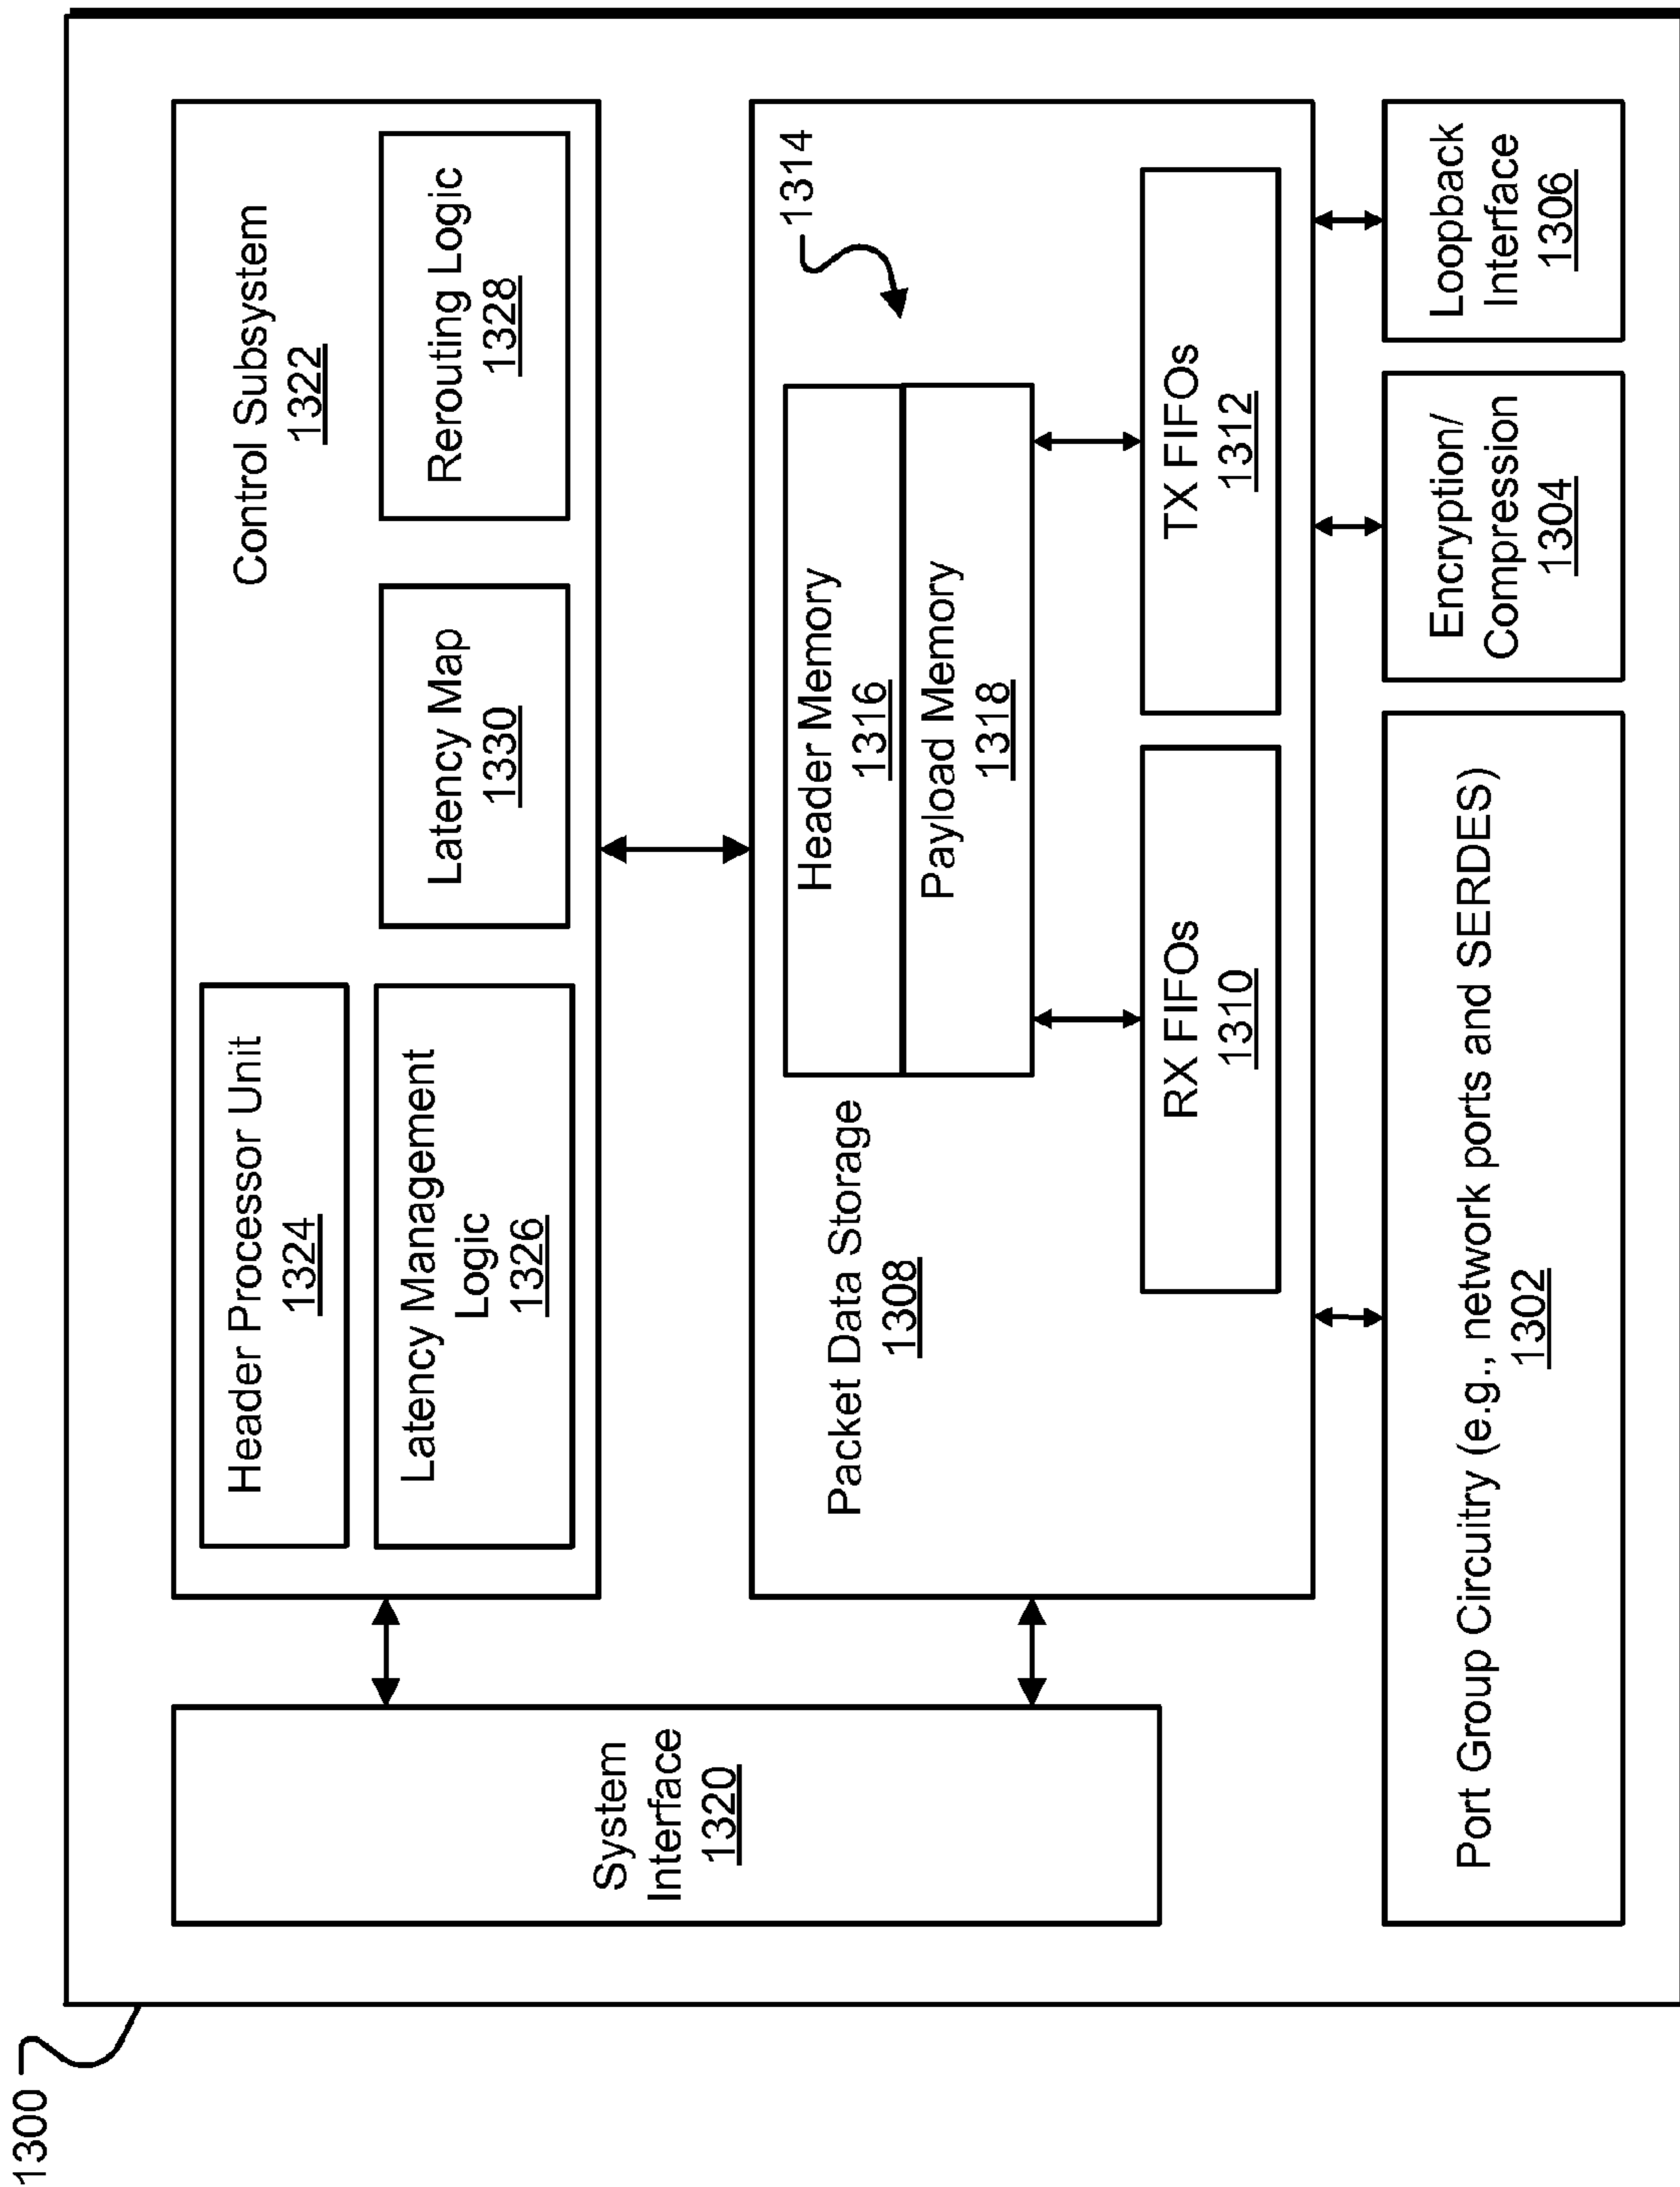 1300
System
Interface
1320
Control Subsystem
1322
Header Processor Unit
1324
Latency Management
Logic
1326
Latency Map
1330
Rerouting Logic
1328
Packet Data Storage
1308
1314
Header Memory
1316
Payload Memory
1318
RX FIFOs
1310
TX FIFOs
1312
Port Group Circuitry (e.g., network ports and SERDES)
1302
Encryption/
Compression
1304
Loopback
Interface
1306